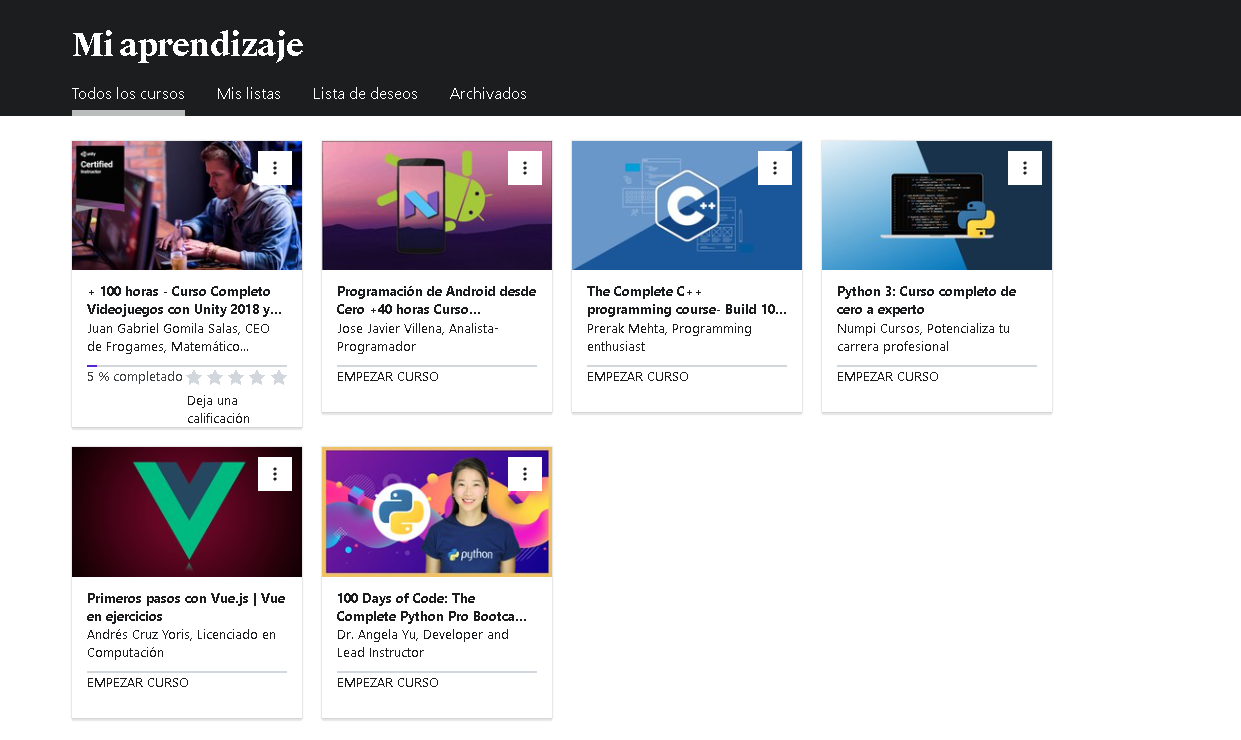 Mi aprendizaje
Todos los cursos
Mis listas
Lista de deseos
Archivados
unity
Certified
Instructor
+ 100 horas - Curso Completo
Videojuegos con Unity 2018 y...
Juan Gabriel Gomila Salas, CEO
de Frogames, Matemático...
5 % completado
Deja una
calificación
N
Programación de Android desde
Cero +40 horas Curso...
Jose Javier Villena, Analista-
Programador
EMPEZAR CURSO
C++
The Complete C++
programming course- Build 10...
Prerak Mehta, Programming
enthusiast
EMPEZAR CURSO
Python 3: Curso completo de
cero a experto
Numpi Cursos, Potencializa tu
carrera profesional
EMPEZAR CURSO
Primeros pasos con Vue.js | Vue
en ejercicios
Andrés Cruz Yoris, Licenciado en
Computación
EMPEZAR CURSO
python
100 Days of Code: The
Complete Python Pro Bootca...
Dr. Angela Yu, Developer and
Lead Instructor
EMPEZAR CURSO